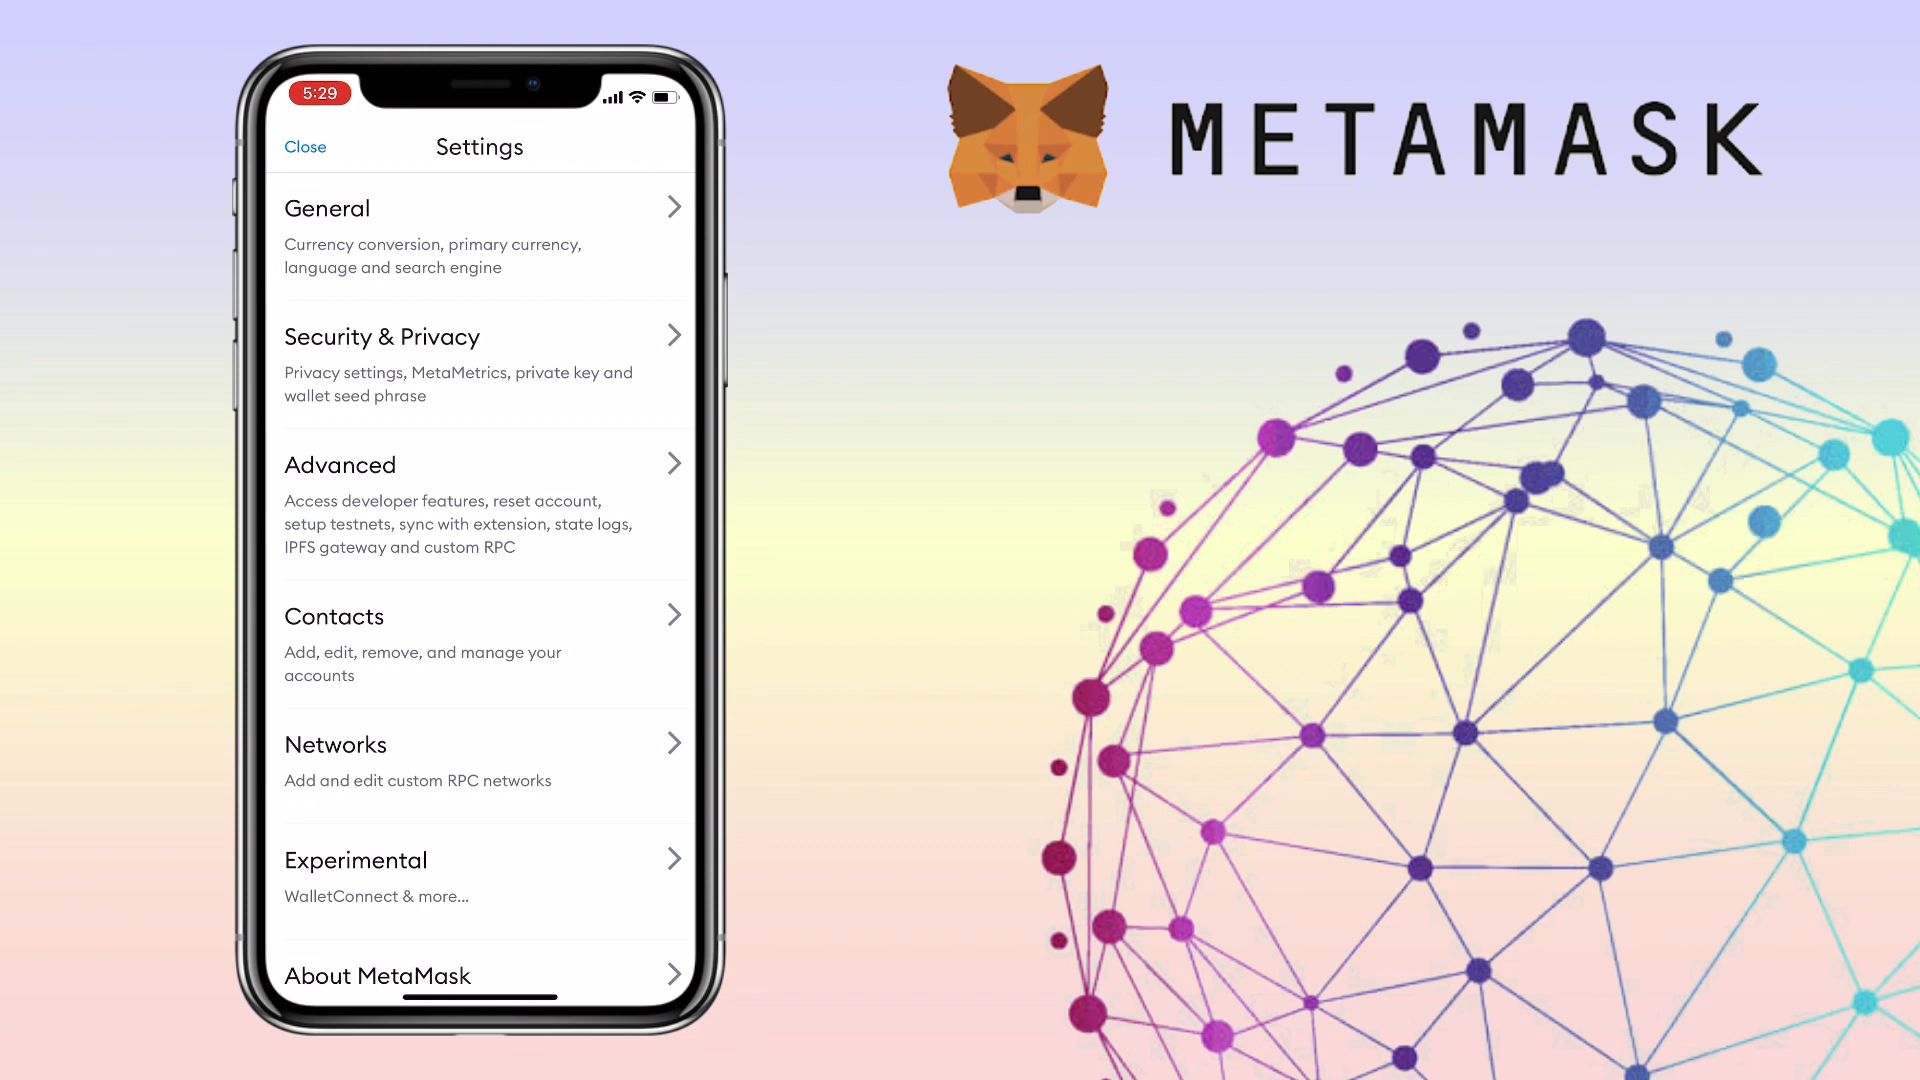 5:29
Close
Settings
General
Currency conversion, primary currency,
language and search engine
Security & Privacy
Privacy settings, MetaMetrics, private key and
wallet seed phrase
Advanced
Access developer features, reset account,
setup testnets, sync with extension, state logs,
IPFS gateway and custom RPC
Contacts
Add, edit, remove, and manage your
accounts
Networks
Add and edit custom RPC networks
Experimental
WalletConnect & more...
About MetaMask
METAMASK